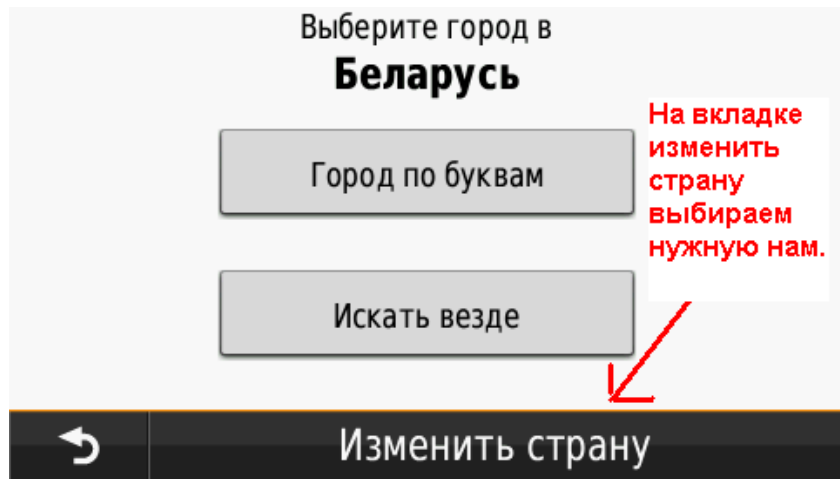 Выберите город в
Беларусь
Город по буквам
Искать везде
На вкладке
изменить
страну
выбираем
нужную нам.
Изменить страну